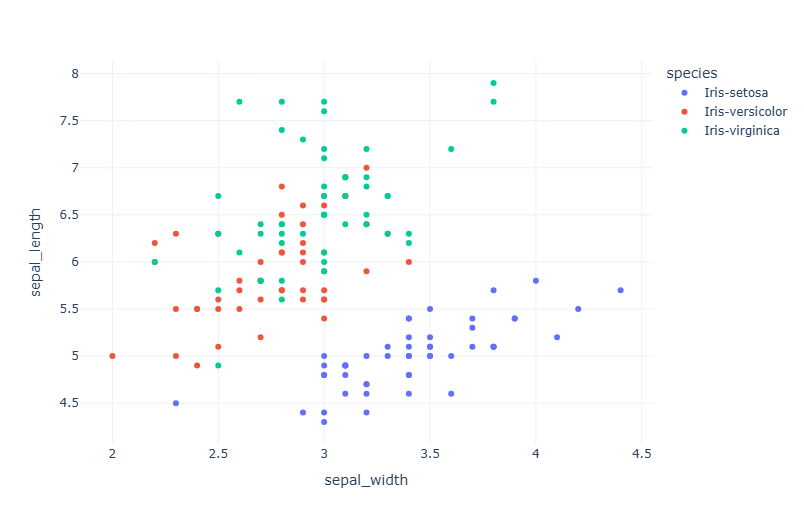 species
Iris-setosa
Iris-versicolor
Iris-virginica
8
7.5
7
6.5
6
5.5
5
4.5
sepal_length
2
2.5
3
3.5
4
4.5
sepal_width